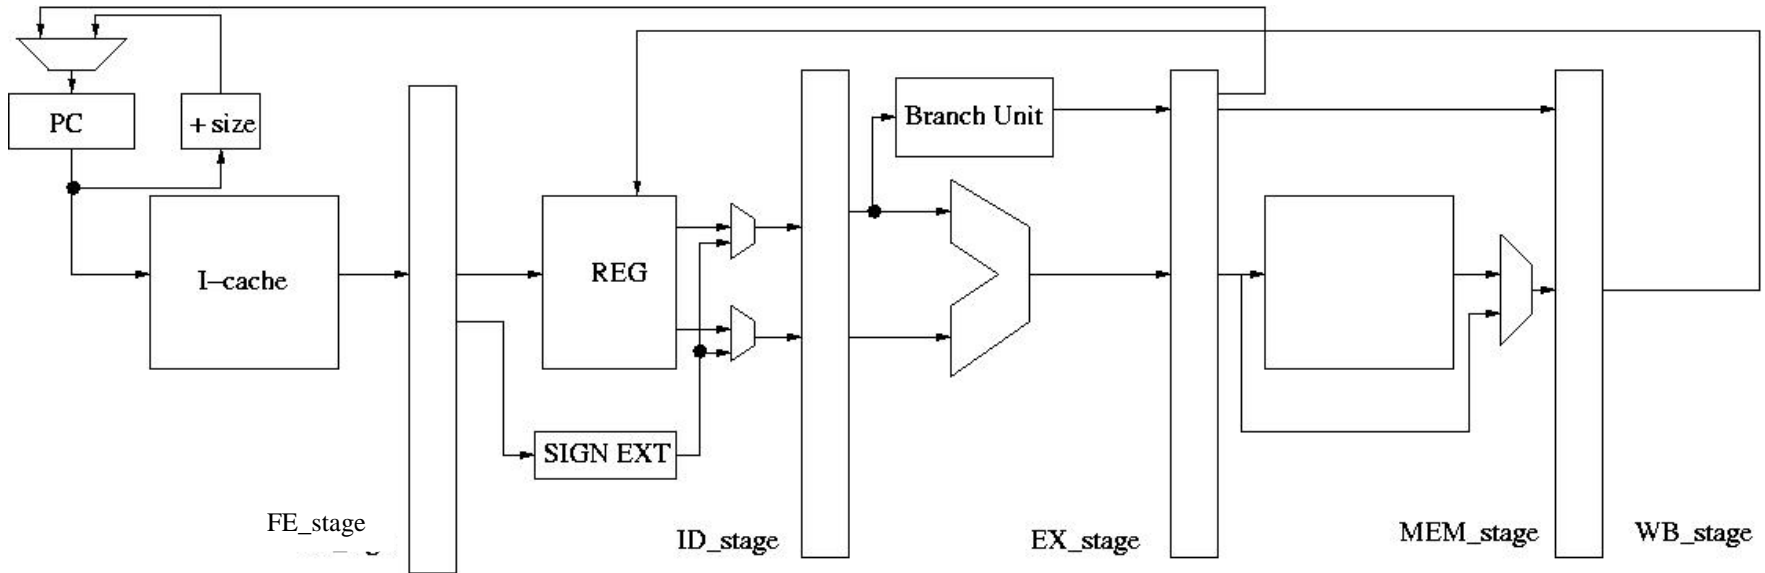 PC
+ size
Branch Unit
I–cache
REG
SIGN EXT
FE_stage
ID_stage
EX_stage
MEM_stage
WB_stage